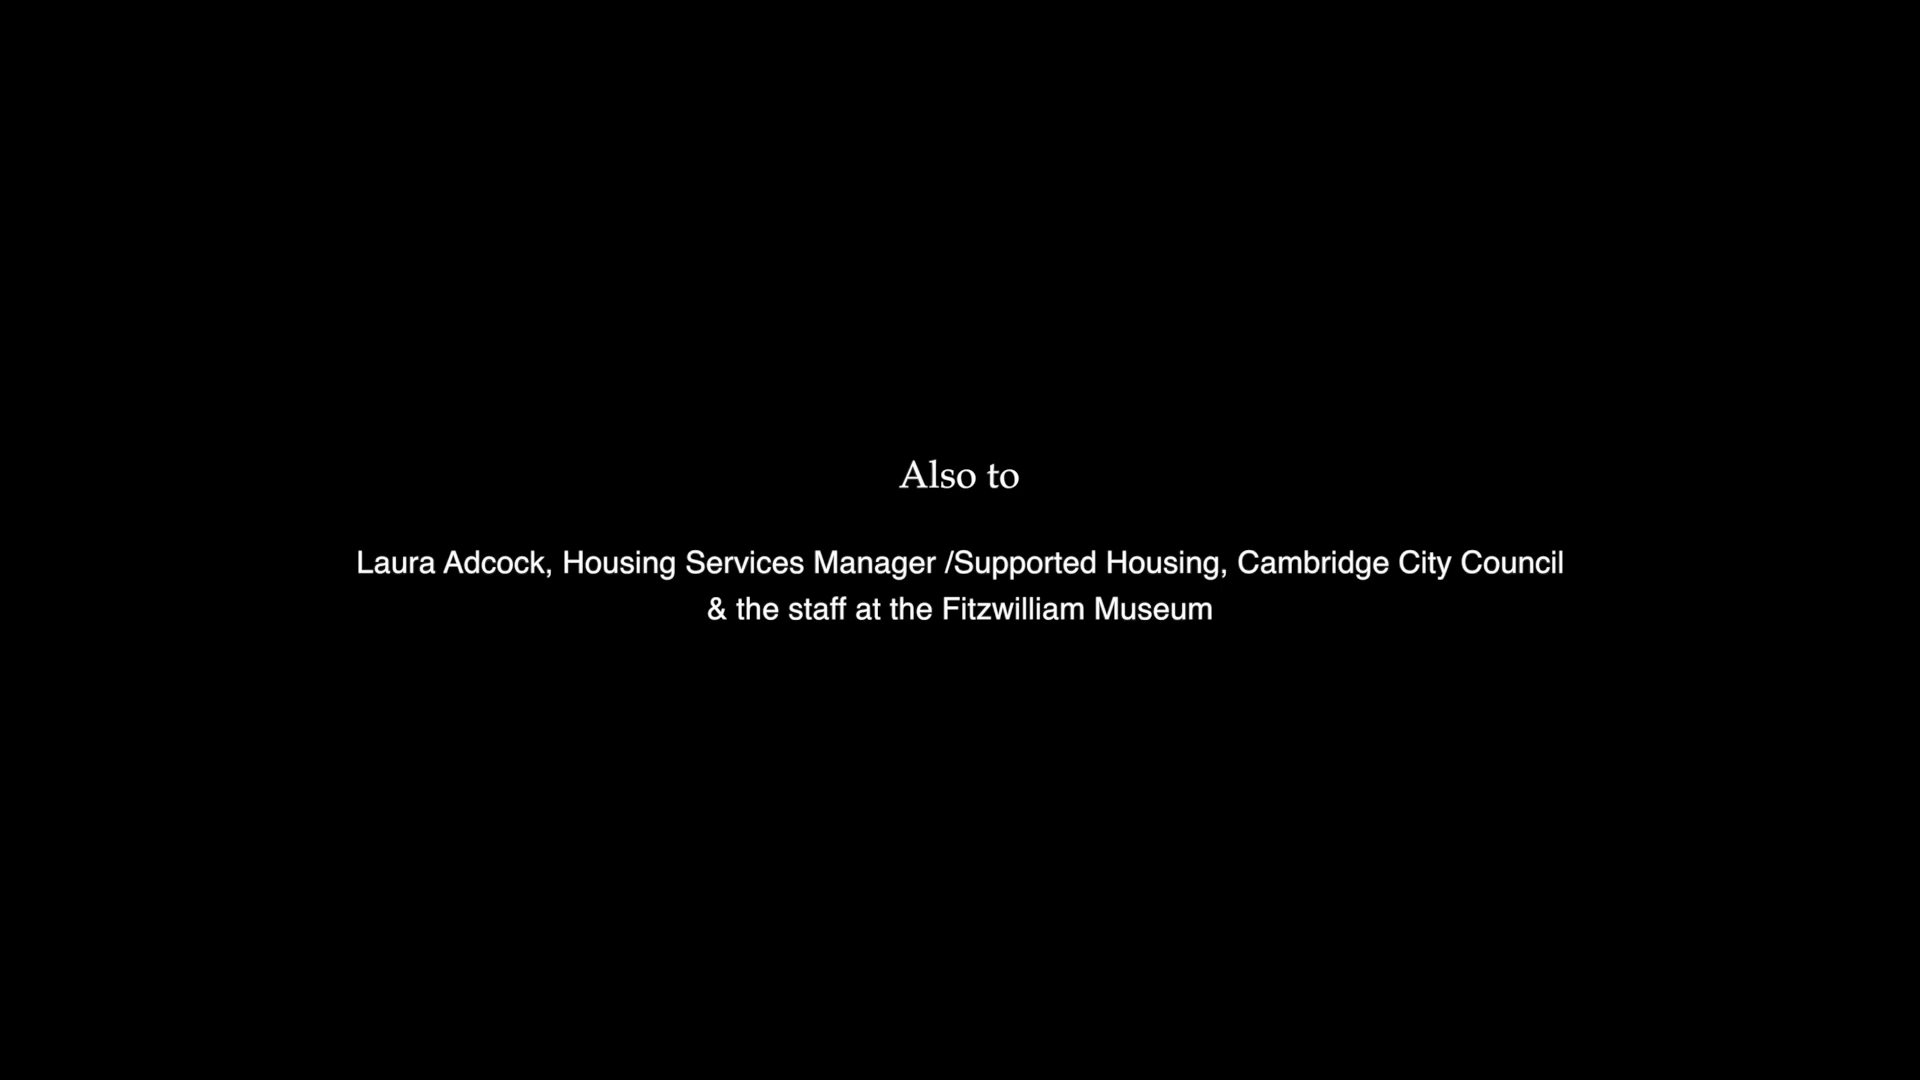 Also to
Laura Adcock, Housing Services Manager /Supported Housing, Cambridge City Council
& the staff at the Fitzwilliam Museum